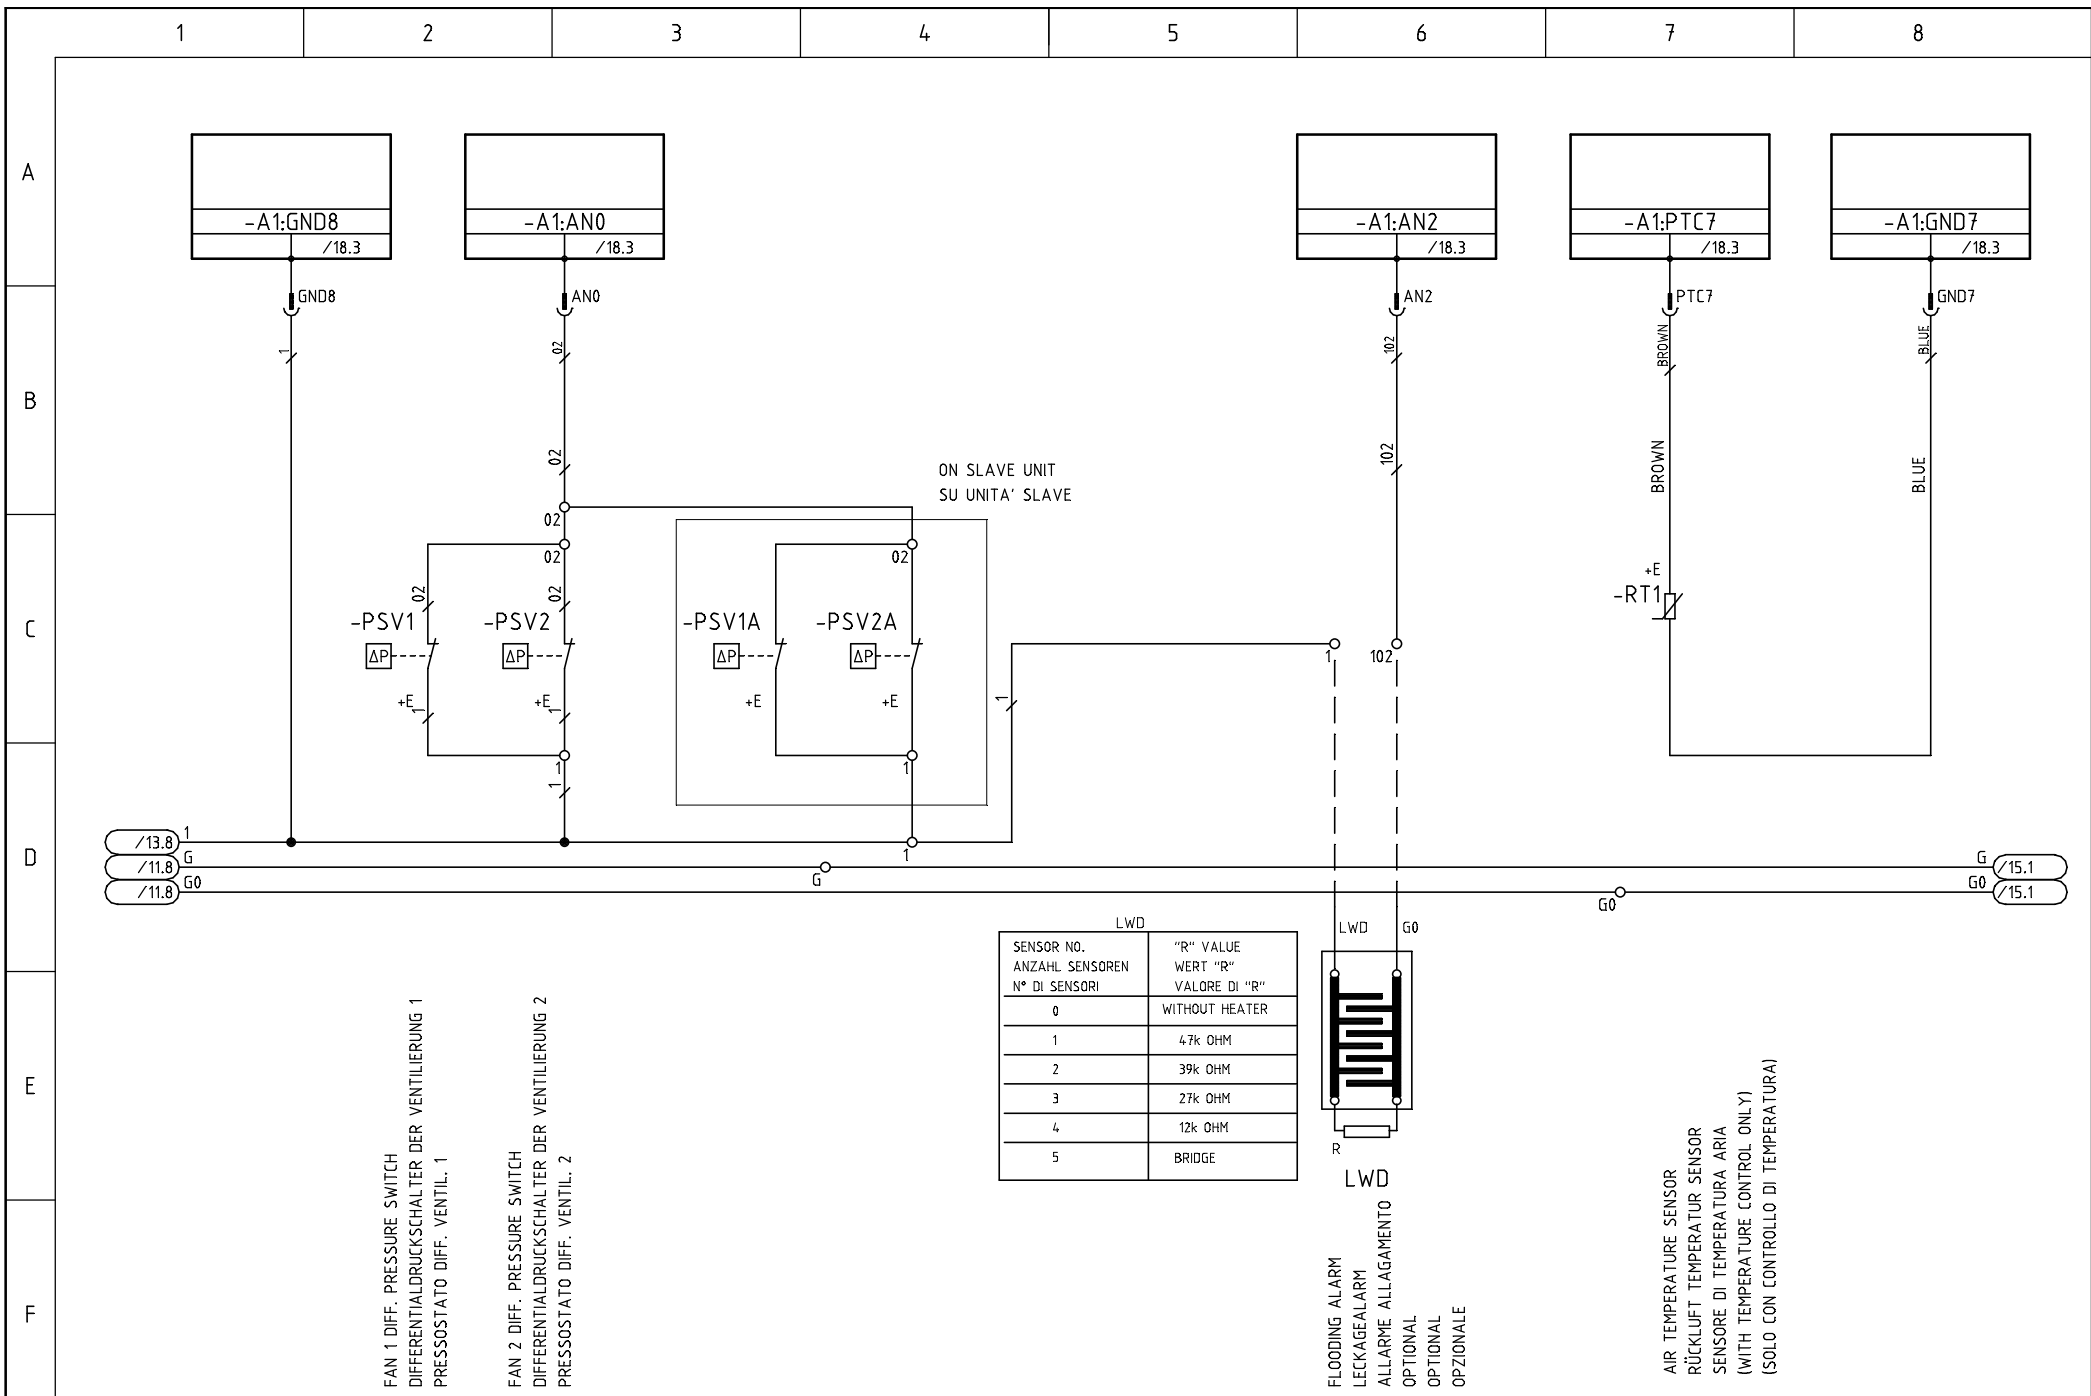 1 2 3 4 5 6 7 8
A
B
C
D
E
F
-A1:GND8
/18.3
GND8
1
-A1:AN0
/18.3
AN0
02
02
02
02
02
02
-PSV1
ΔP
+E
1
-PSV2
ΔP
+E
1
1
1
ON SLAVE UNIT
SU UNITA' SLAVE
02
-PSV1A
ΔP
+E
-PSV2A
ΔP
+E
1
1
1
-A1:AN2
/18.3
AN2
102
102
1
102
-A1:PTC7
/18.3
PTC7
BROWN
BROWN
+E
-RT1
-A1:GND7
/18.3
GND7
BLUE
BLUE
/13.8 1
/11.8 G
/11.8 G0
G
G0
G /15.1
G0 /15.1
LWD
SENSOR NO. "R" VALUE
ANZAHL SENSOREN WERT "R"
N° DI SENSORI VALORE DI "R"
0 WITHOUT HEATER
1 47k OHM
2 39k OHM
3 27k OHM
4 12k OHM
5 BRIDGE
LWD G0
R
LWD
FAN 1 DIFF. PRESSURE SWITCH
DIFFERENTIALDRUCKSCHALTER DER VENTILIERUNG 1
PRESSOSTATO DIFF. VENTIL. 1
FAN 2 DIFF. PRESSURE SWITCH
DIFFERENTIALDRUCKSCHALTER DER VENTILIERUNG 2
PRESSOSTATO DIFF. VENTIL. 2
FLOODING ALARM
LECKAGEALARM
ALLARME ALLAGAMENTO
OPTIONAL
OPTIONAL
OPZIONALE
AIR TEMPERATURE SENSOR
RÜCKLUFT TEMPERATUR SENSOR
SENSORE DI TEMPERATURA ARIA
(WITH TEMPERATURE CONTROL ONLY)
(SOLO CON CONTROLLO DI TEMPERATURA)